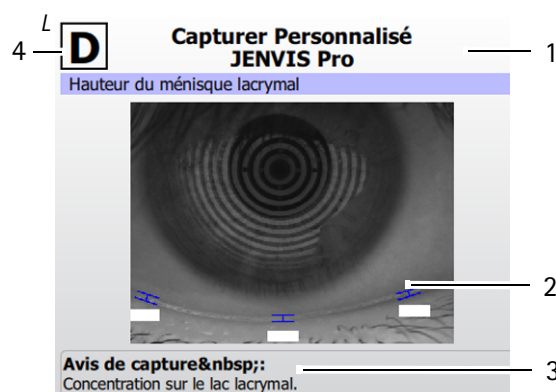 L
4
D
Capturer Personnalisé
JENVIS Pro
1
Hauteur du ménisque lacrymal
2
Avis de capture&nbsp;:
3
Concentration sur le lac lacrymal.